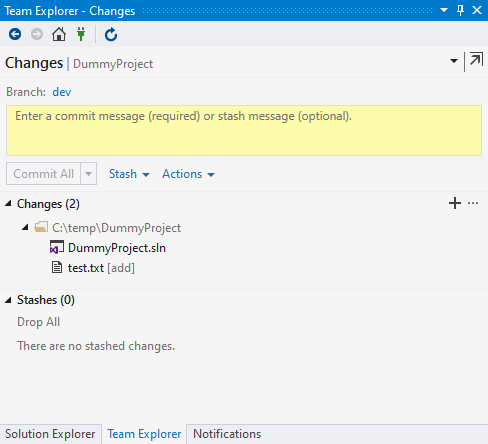 Team Explorer - Changes
Changes | DummyProject
Branch: dev
Enter a commit message (required) or stash message (optional).
Commit All Stash Actions
Changes (2)
C:\temp\DummyProject
DummyProject.sln
test.txt [add]
Stashes (0)
Drop All
There are no stashed changes.
Solution Explorer Team Explorer Notifications